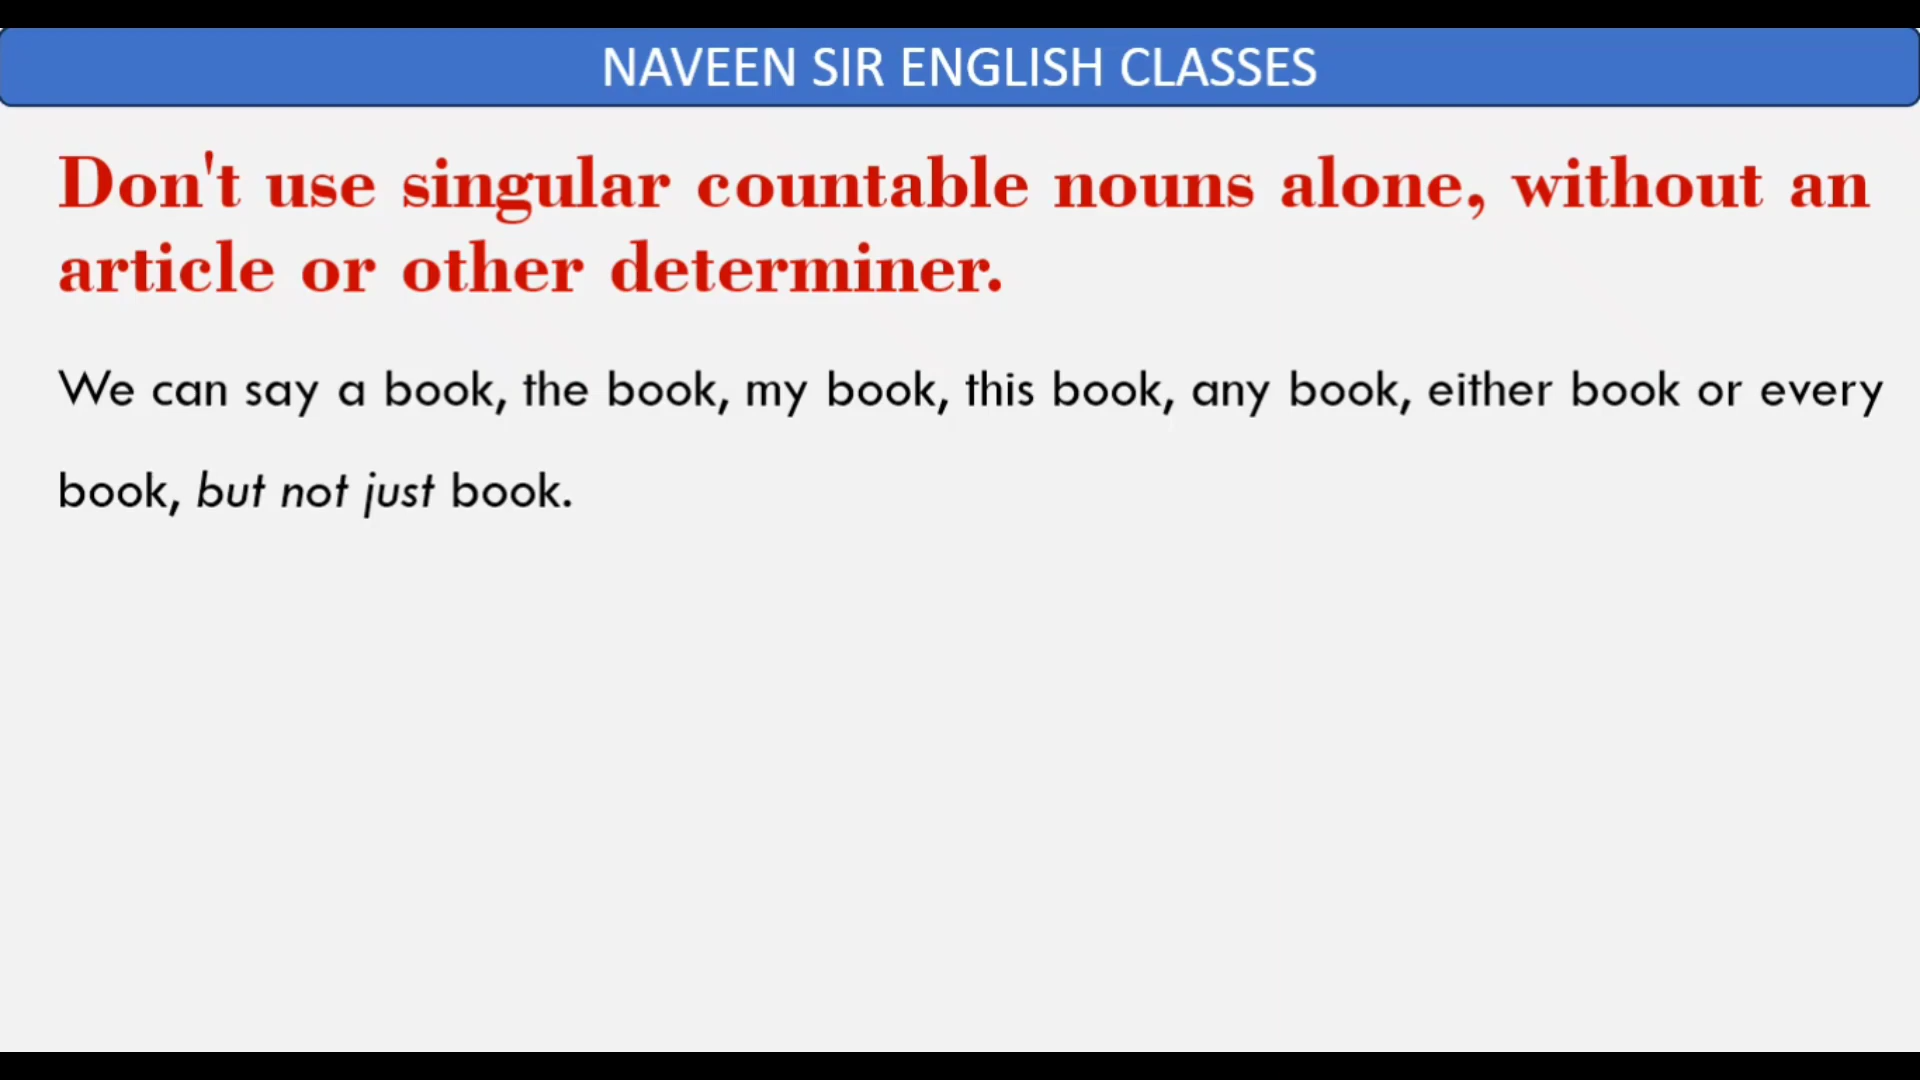 NAVEEN SIR ENGLISH CLASSES
Don't use singular countable nouns alone, without an
article or other determiner.
We can say a book, the book, my book, this book, any book, either book or every
book, but not just book.